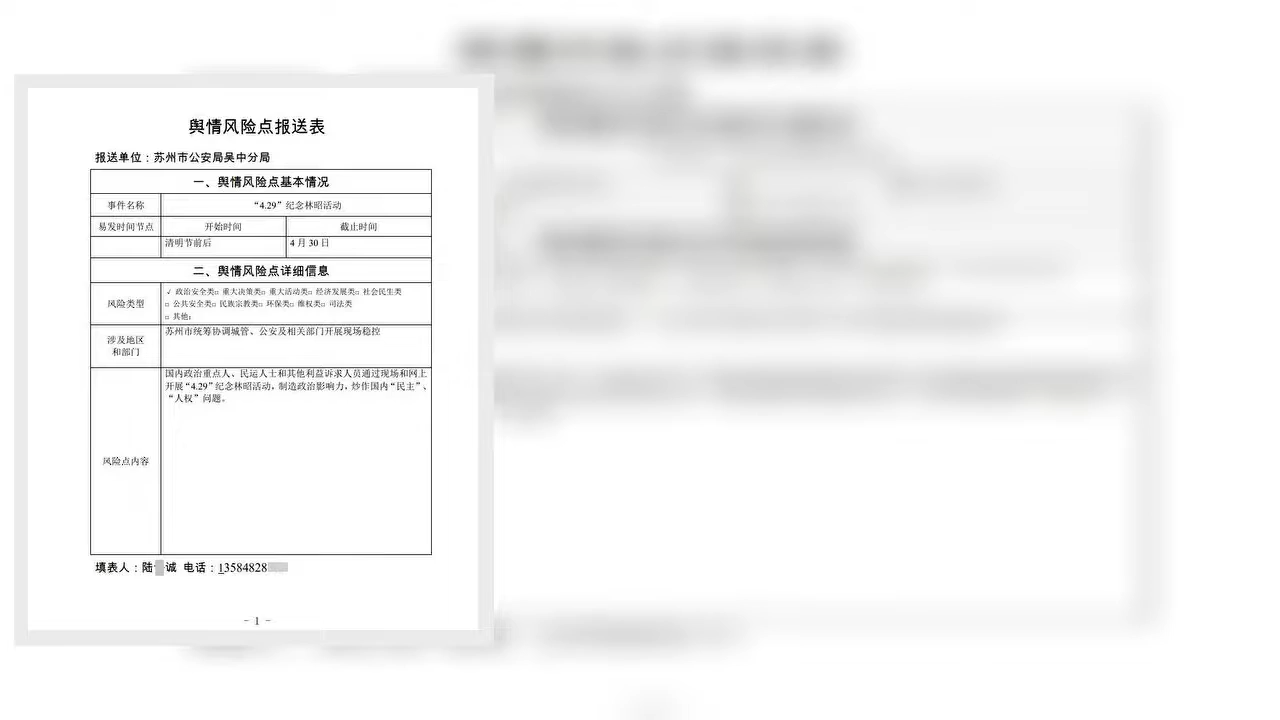 舆情风险点报送表
报送单位：苏州市公安局吴中分局
一、舆情风险点基本情况
事件名称 “4.29”纪念林昭活动
易发时间节点 开始时间 截止时间
清明节前后 4 月 30 日
二、舆情风险点详细信息
风险类型
√ 政治安全类□ 重大决策类□ 重大活动类□ 经济发展类□ 社会民生类
□ 公共安全类□ 民族宗教类□ 环保类□ 维权类□ 司法类
□ 其他:
涉及地区
和部门
苏州市统筹协调城管、公安及相关部门开展现场稳控
风险点内容
国内政治重点人、民运人士和其他利益诉求人员通过现场和网上
开展“4.29”纪念林昭活动，制造政治影响力，炒作国内“民主”、
“人权”问题。
填表人：陆 诚 电话：13584828
- 1 -